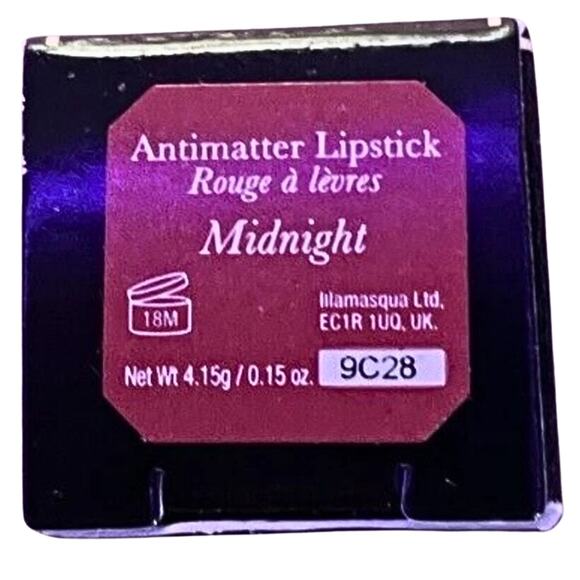 Antimatter Lipstick
Rouge à lèvres
Midnight
18M
Illamasqua Ltd,
EC1R 1UQ, UK.
Net Wt 4.15g / 0.15 oz.
9C28